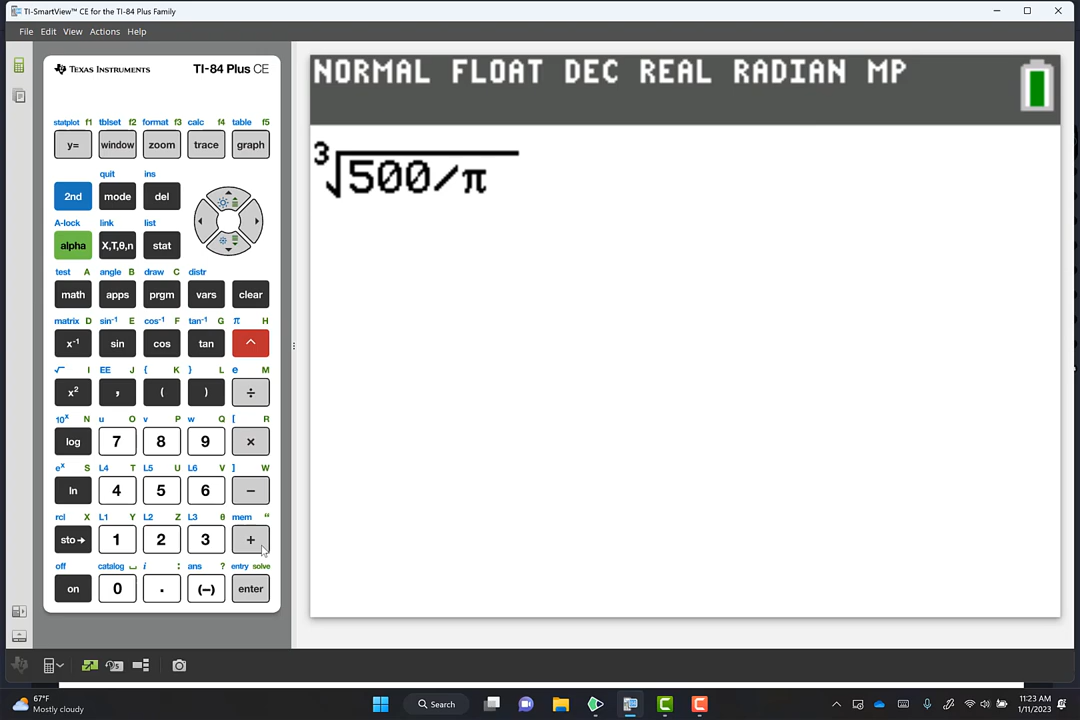 TI-SmartView™ CE for the TI-84 Plus Family
File Edit View Actions Help
TEXAS INSTRUMENTS TI-84 Plus CE
statplot f1 tblset f2 format f3 calc f4 table f5
y= window zoom trace graph
quit ins
2nd mode del
A-lock link list
alpha X,T,θ,n stat
test A angle B draw C distr
math apps prgm vars clear
matrix D sin⁻¹ E cos⁻¹ F tan⁻¹ G π H
x⁻¹ sin cos tan ^
√ I EE J { K } L e M
x² , ( ) ÷
10ˣ N u O v P w Q [ R
log 7 8 9 ×
eˣ S L4 T L5 U L6 V ] W
ln 4 5 6 −
rcl X L1 Y L2 Z L3 θ mem "
sto→ 1 2 3 +
off catalog ⎵ i : ans ? entry solve
on 0 . (−) enter
NORMAL FLOAT DEC REAL RADIAN MP
³√500/π
67°F
Mostly cloudy
Search
11:23 AM
1/11/2023